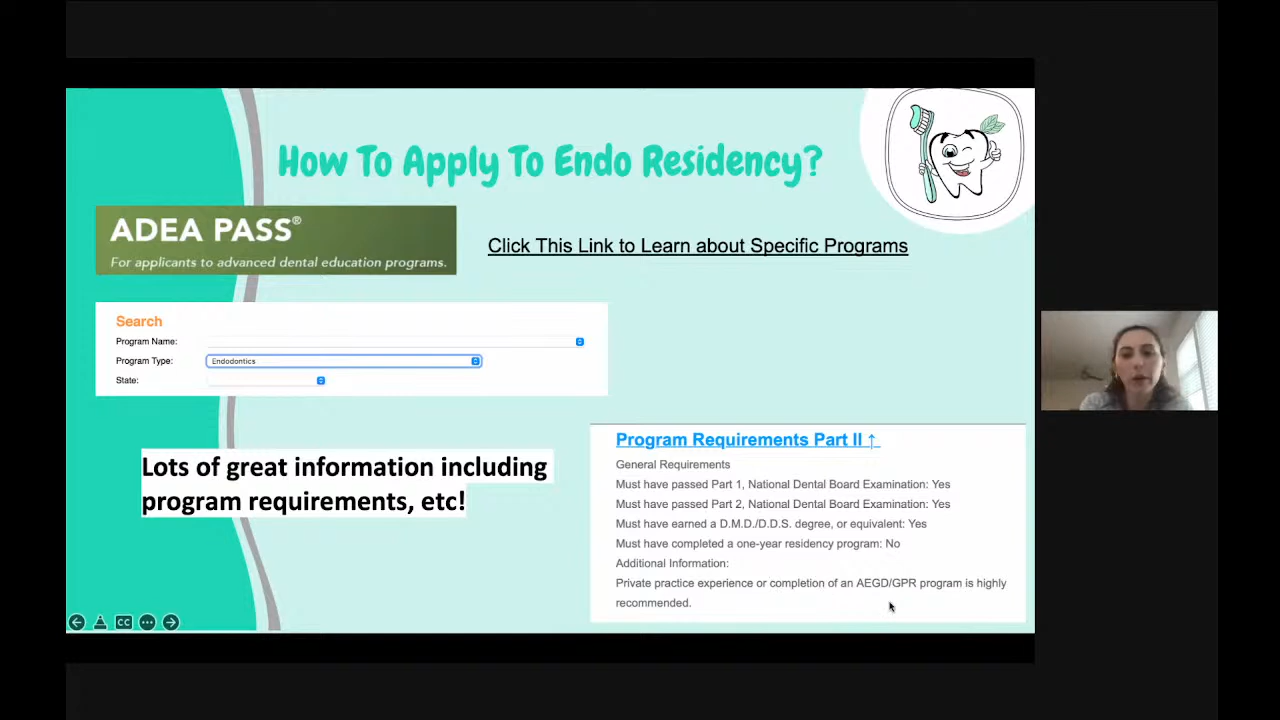 How To Apply To Endo Residency?
ADEA PASS®
For applicants to advanced dental education programs.
Click This Link to Learn about Specific Programs
Search
Program Name:
Program Type: Endodontics
State:
Lots of great information including
program requirements, etc!
Program Requirements Part II ↑
General Requirements
Must have passed Part 1, National Dental Board Examination: Yes
Must have passed Part 2, National Dental Board Examination: Yes
Must have earned a D.M.D./D.D.S. degree, or equivalent: Yes
Must have completed a one-year residency program: No
Additional Information:
Private practice experience or completion of an AEGD/GPR program is highly
recommended.
CC